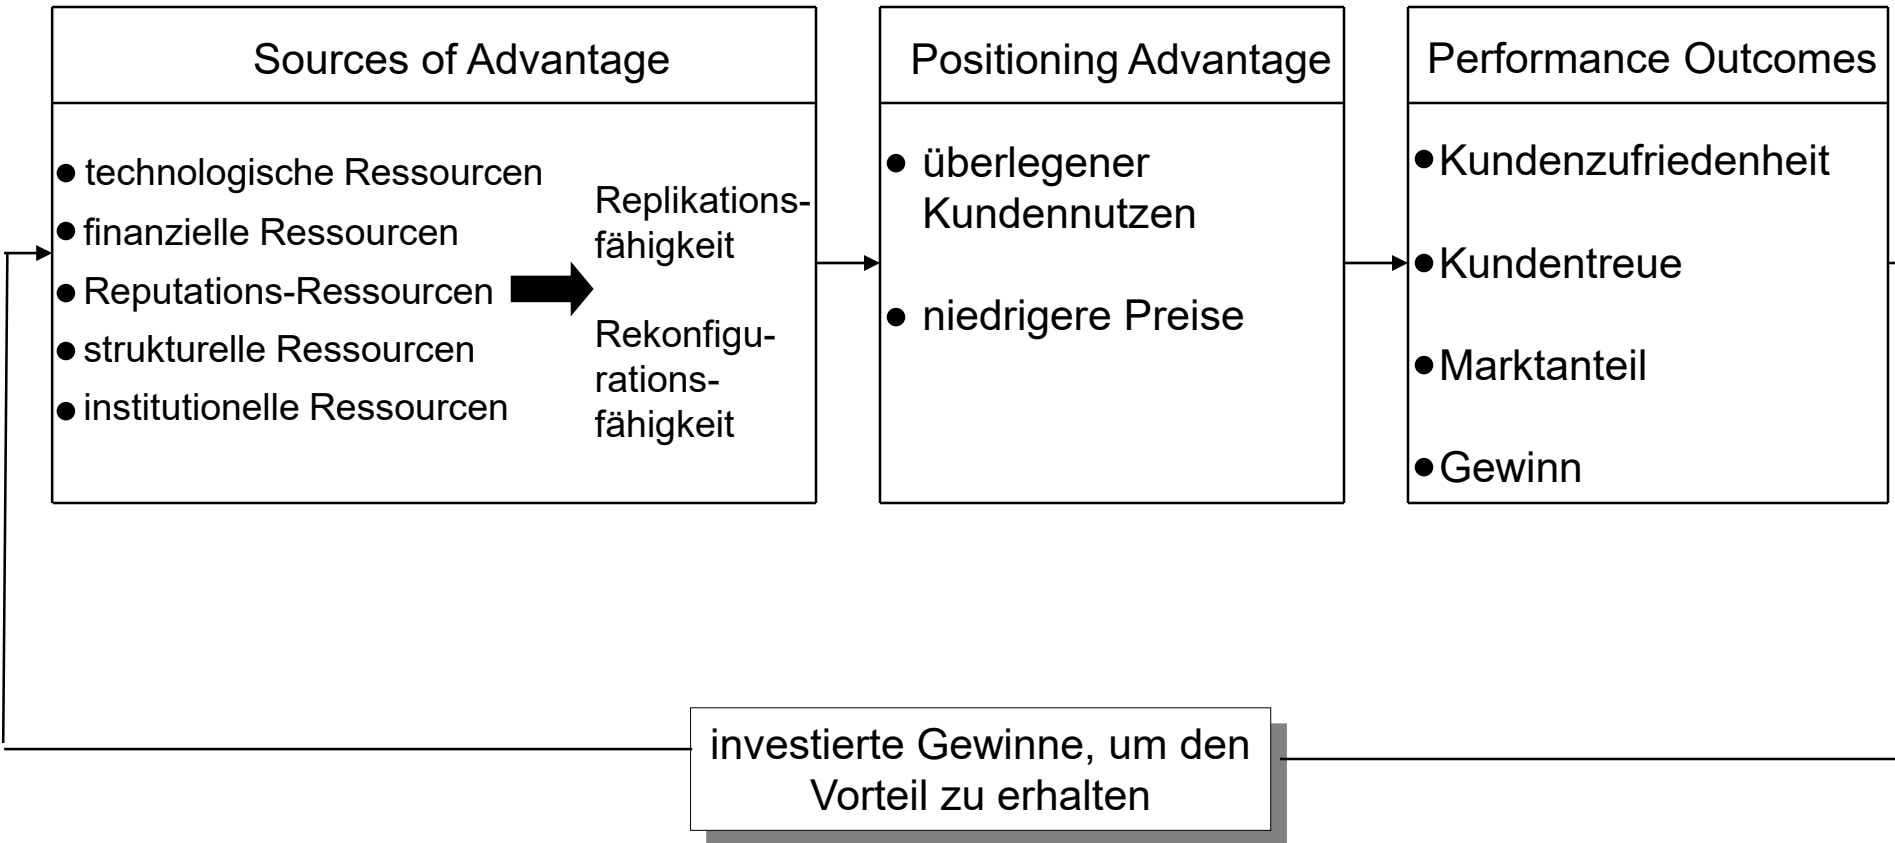 Sources of Advantage
technologische Ressourcen
finanzielle Ressourcen
Reputations-Ressourcen
strukturelle Ressourcen
institutionelle Ressourcen
Replikations-
fähigkeit
Rekonfigu-
rations-
fähigkeit
Positioning Advantage
überlegener
Kundennutzen
niedrigere Preise
Performance Outcomes
Kundenzufriedenheit
Kundentreue
Marktanteil
Gewinn
investierte Gewinne, um den
Vorteil zu erhalten